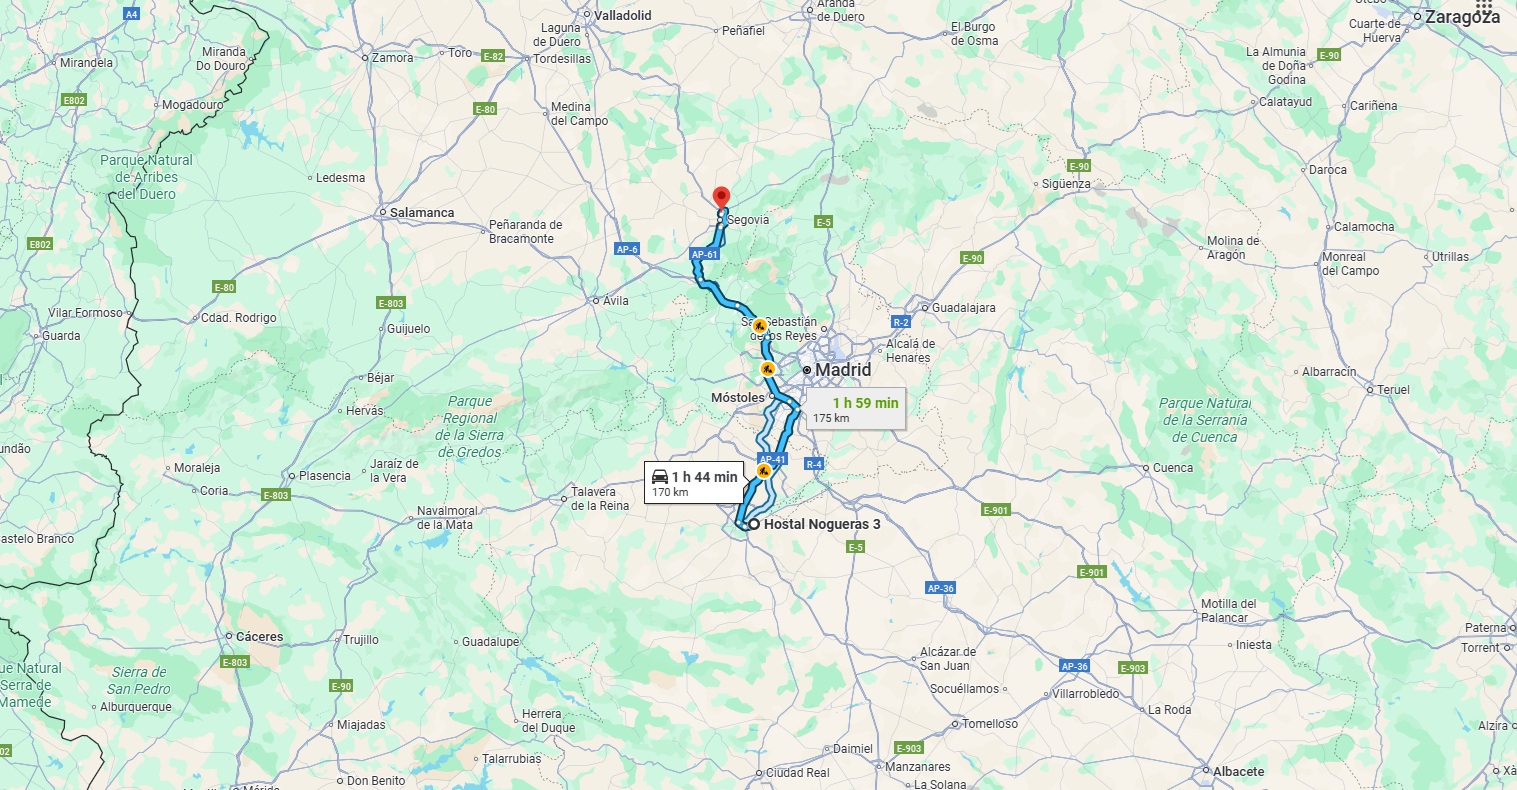 A4
Valladolid
Aranda
de Duero
Zaragoza
Laguna
de Duero
Peñafiel
El Burgo
de Osma
Cuarte de
Huerva
Miranda
Do Douro
Mirandela
Zamora
Toro
E-82
Tordesillas
La Almunia
de Doña
Godina
E-90
E802
Mogadouro
E-80
Medina
del Campo
Calatayud
Cariñena
Parque Natural
de Arribes
del Duero
Ledesma
E-90
Sigüenza
Daroca
Salamanca
Peñaranda de
Bracamonte
Segovia
E-5
Calamocha
E802
AP-6
AP-61
E-90
Molina de
Aragón
Monreal
del Campo
Utrillas
E-80
E-803
Ávila
Guadalajara
Vilar Formoso
Cdad. Rodrigo
Guarda
Guijuelo
San Sebastián
de los Reyes
R-2
Alcalá de
Henares
Madrid
Béjar
Albarracín
Teruel
Móstoles
1 h 59 min
175 km
Hervás
Parque
Regional
de la Sierra
de Gredos
Parque Natural
de la Serranía
de Cuenca
undão
Moraleja
Plasencia
Jaraíz de
la Vera
AP-41
R-4
Cuenca
1 h 44 min
170 km
Coria
E-803
Talavera
de la Reina
Navalmoral
de la Mata
E-901
Hostal Nogueras 3
astelo Branco
E-5
E-901
AP-36
Motilla del
Palancar
Paterna
Cáceres
Trujillo
Guadalupe
Iniesta
Torrent
E-803
Alcázar de
San Juan
AP-36
E-903
ue Natural
Serra de
Mamede
Sierra de
San Pedro
E-90
Socuéllamos
Villarrobledo
Alburquerque
La Roda
Miajadas
Herrera
del Duque
Tomelloso
Alzira
02
Talarrubias
Daimiel
E-903
Manzanares
Don Benito
Ciudad Real
La Solana
Albacete
Xà
Mérida